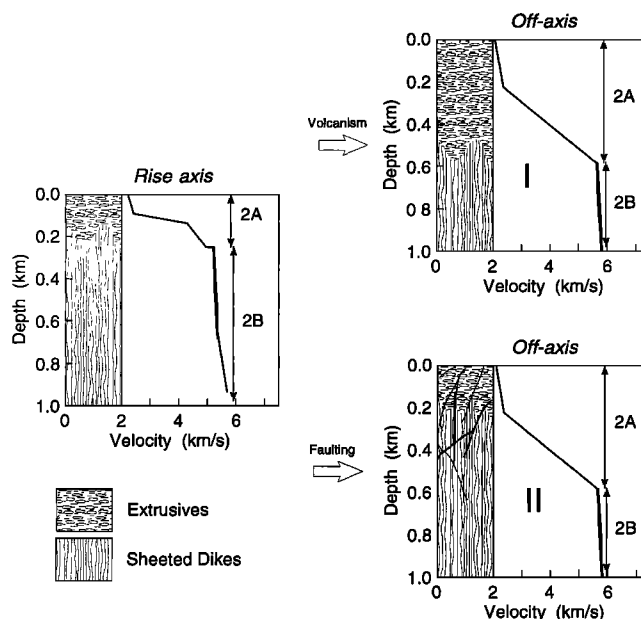 Rise axis
0.0
0.2
0.4
0.6
0.8
1.0
Depth (km)
0 2 4 6
Velocity (km/s)
2A
2B
Extrusives
Sheeted Dikes
Volcanism
Off-axis
0.0
0.2
0.4
0.6
0.8
1.0
Depth (km)
I
2A
2B
0 2 4 6
Velocity (km/s)
Faulting
Off-axis
0.0
0.2
0.4
0.6
0.8
1.0
Depth (km)
II
2A
2B
0 2 4 6
Velocity (km/s)